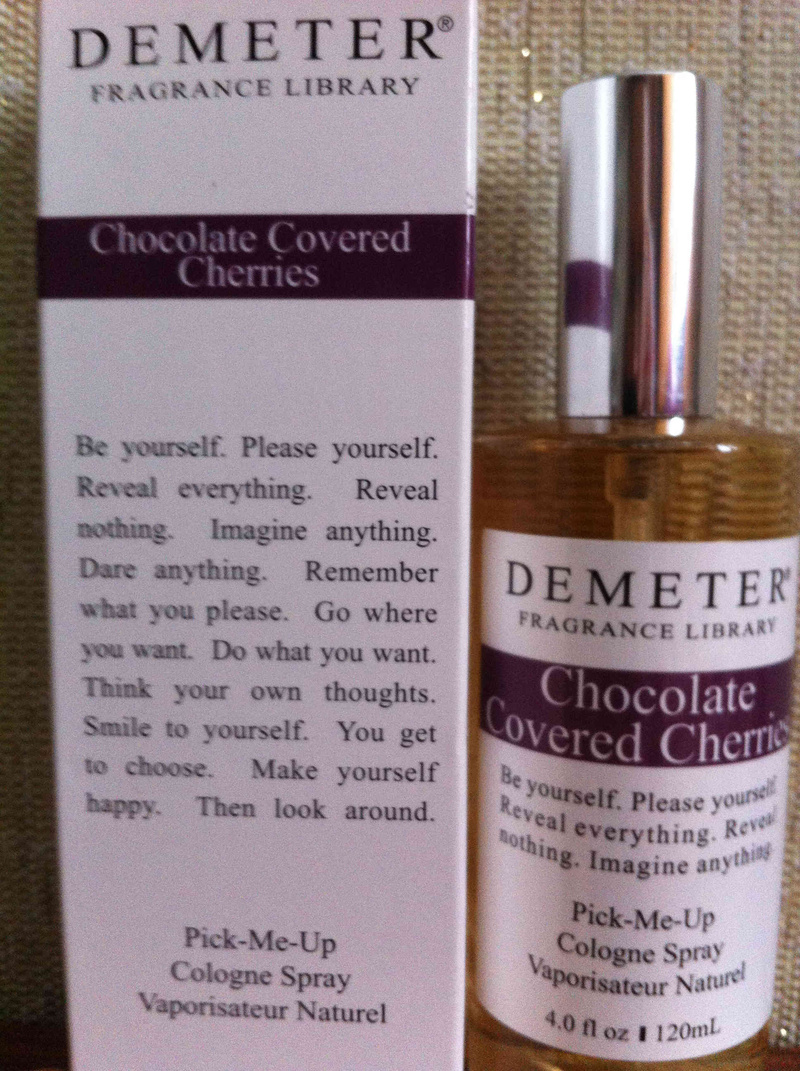 DEMETER®
FRAGRANCE LIBRARY
Chocolate Covered
Cherries
Be yourself. Please yourself.
Reveal everything. Reveal
nothing. Imagine anything.
Dare anything. Remember
what you please. Go where
you want. Do what you want.
Think your own thoughts.
Smile to yourself. You get
to choose. Make yourself
happy. Then look around.
Pick-Me-Up
Cologne Spray
Vaporisateur Naturel
DEMETER®
FRAGRANCE LIBRARY
Chocolate
Covered Cherries
Be yourself. Please yourself.
Reveal everything. Reveal
nothing. Imagine anything.
Pick-Me-Up
Cologne Spray
Vaporisateur Naturel
4.0 fl oz ▮ 120mL